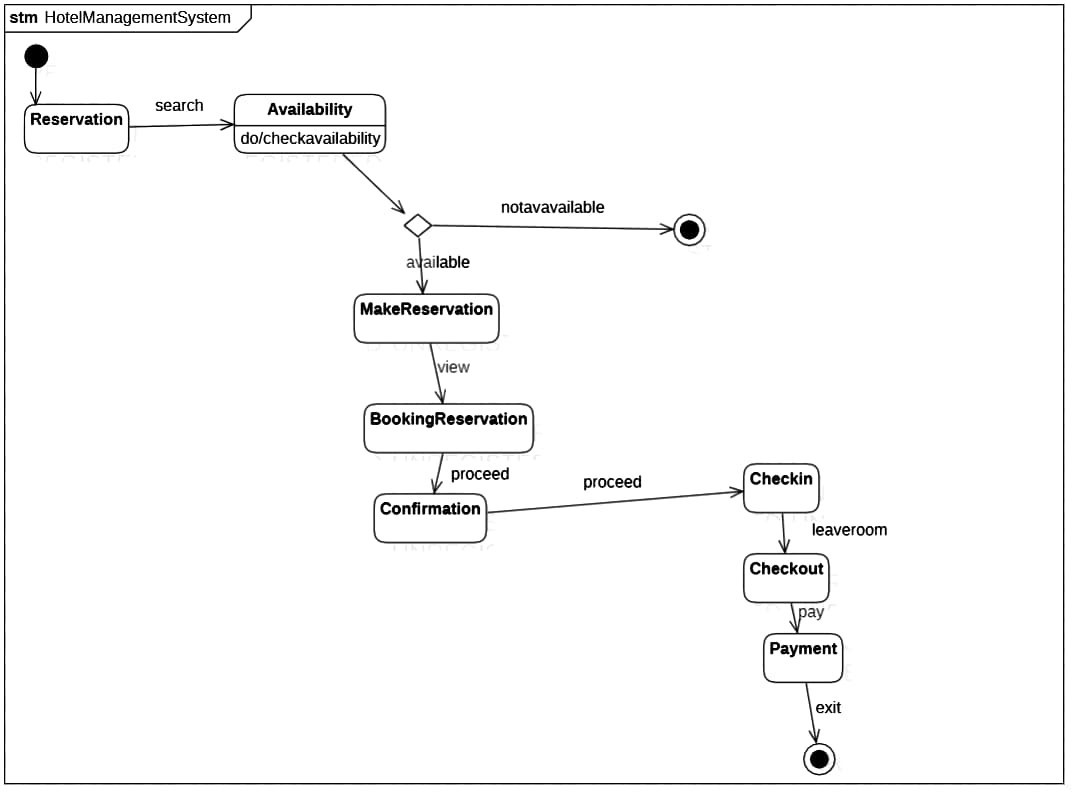 stm HotelManagementSystem
Reservation
search
Availability
do/checkavailability
notavavailable
available
MakeReservation
view
BookingReservation
proceed
Confirmation
proceed
Checkin
leaveroom
Checkout
pay
Payment
exit